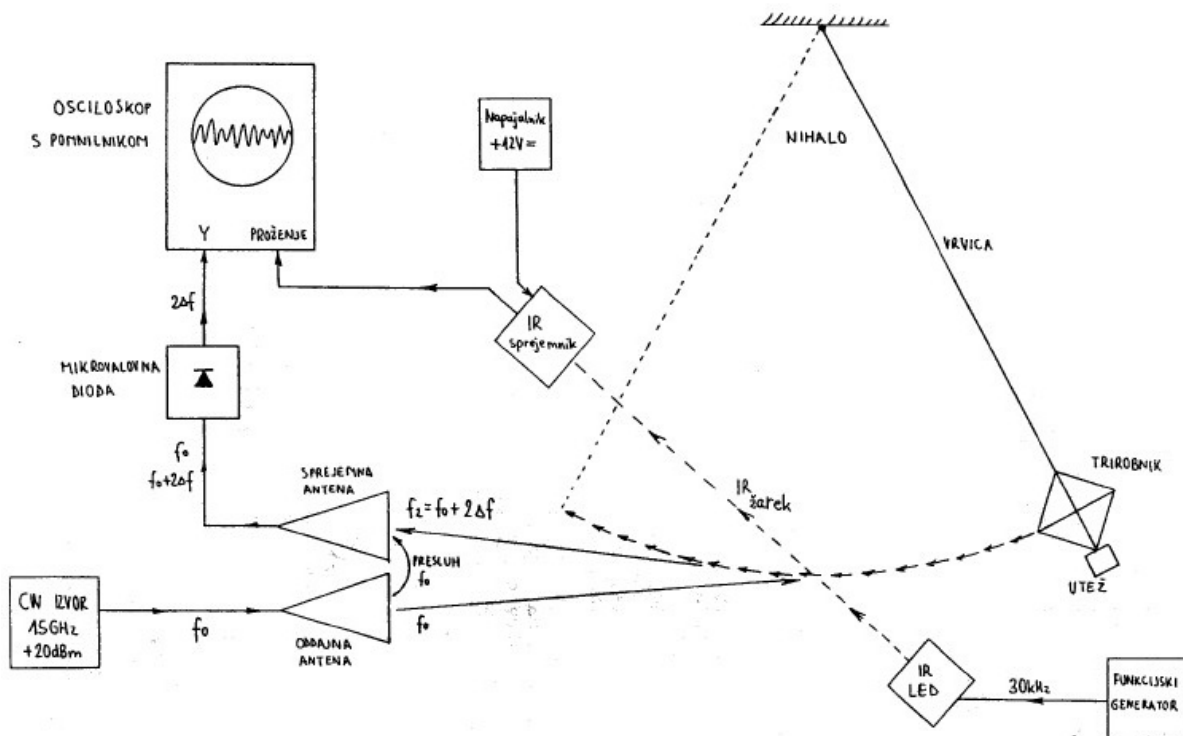 OSCILOSKOP
S POMNILNIKOM
Y
PROŽENJE
Napajalnik
+12V=
NIHALO
VRVICA
2Δf
IR
sprejemnik
MIKROVALOVNA
DIODA
TRIROBNIK
f₀
f₀+2Δf
SPREJEMNA
ANTENA
f₂=f₀+2Δf
IR
žarek
PRESLUH
f₀
UTEŽ
CW IZVOR
15GHz
+20dBm
f₀
ODDAJNA
ANTENA
f₀
IR
LED
30kHz
FUNKCIJSKI
GENERATOR